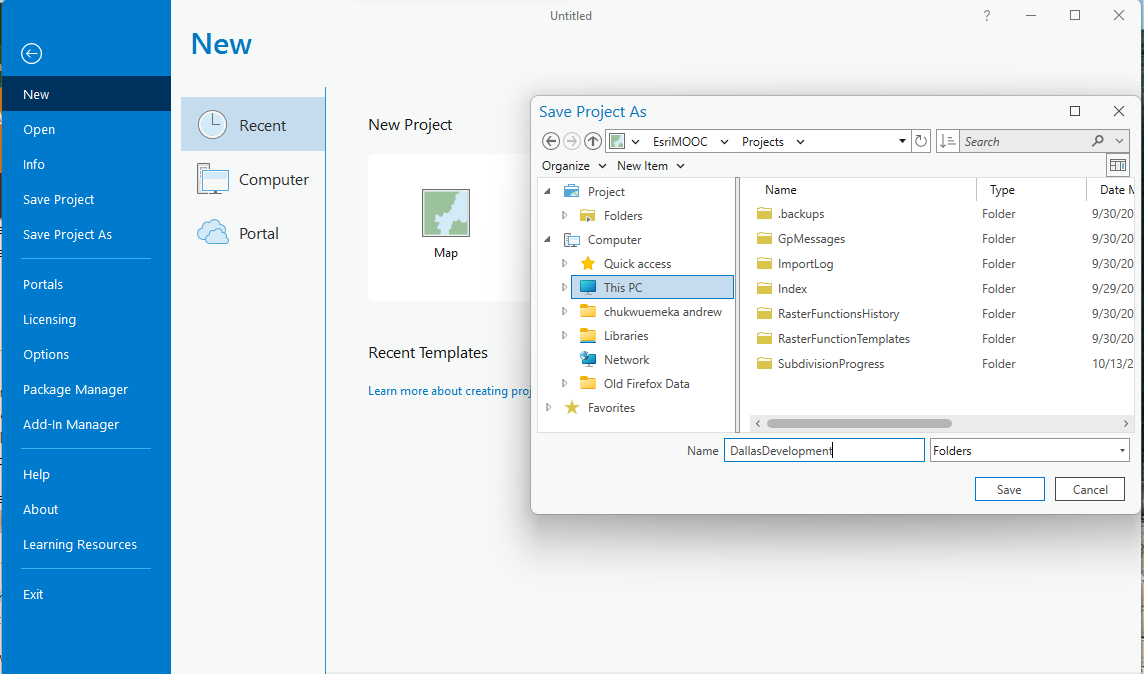 Untitled
?
New
New
Open
Info
Save Project
Save Project As
Portals
Licensing
Options
Package Manager
Add-In Manager
Help
About
Learning Resources
Exit
Recent
Computer
Portal
New Project
Map
Recent Templates
Learn more about creating proj
Save Project As
EsriMOOC Projects Search
Organize New Item
Project
Folders
Computer
Quick access
This PC
chukwuemeka andrew
Libraries
Network
Old Firefox Data
Favorites
Name Type Date M
.backups Folder 9/30/20
GpMessages Folder 9/30/20
ImportLog Folder 9/30/20
Index Folder 9/29/20
RasterFunctionsHistory Folder 9/30/20
RasterFunctionTemplates Folder 9/30/20
SubdivisionProgress Folder 10/13/2
Name DallasDevelopment Folders
Save Cancel